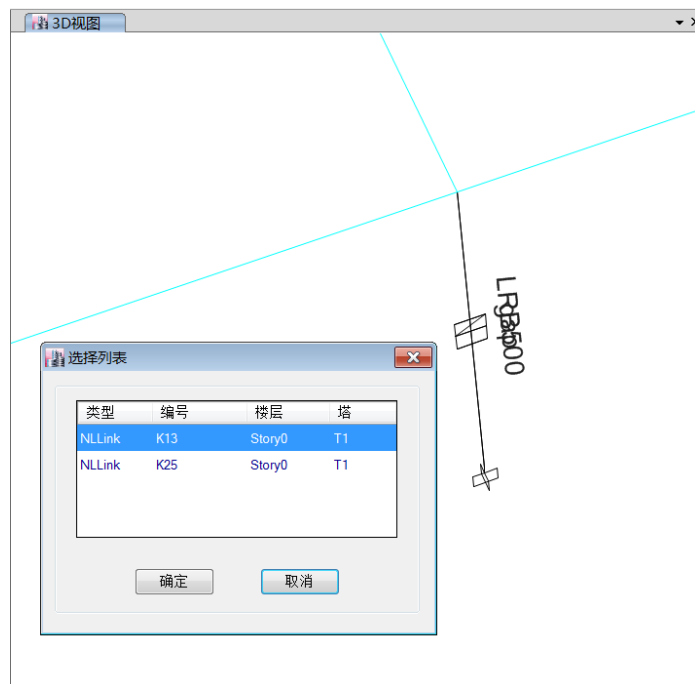 3D视图
选择列表
类型 编号 楼层 塔
NLLink K13 Story0 T1
NLLink K25 Story0 T1
确定 取消